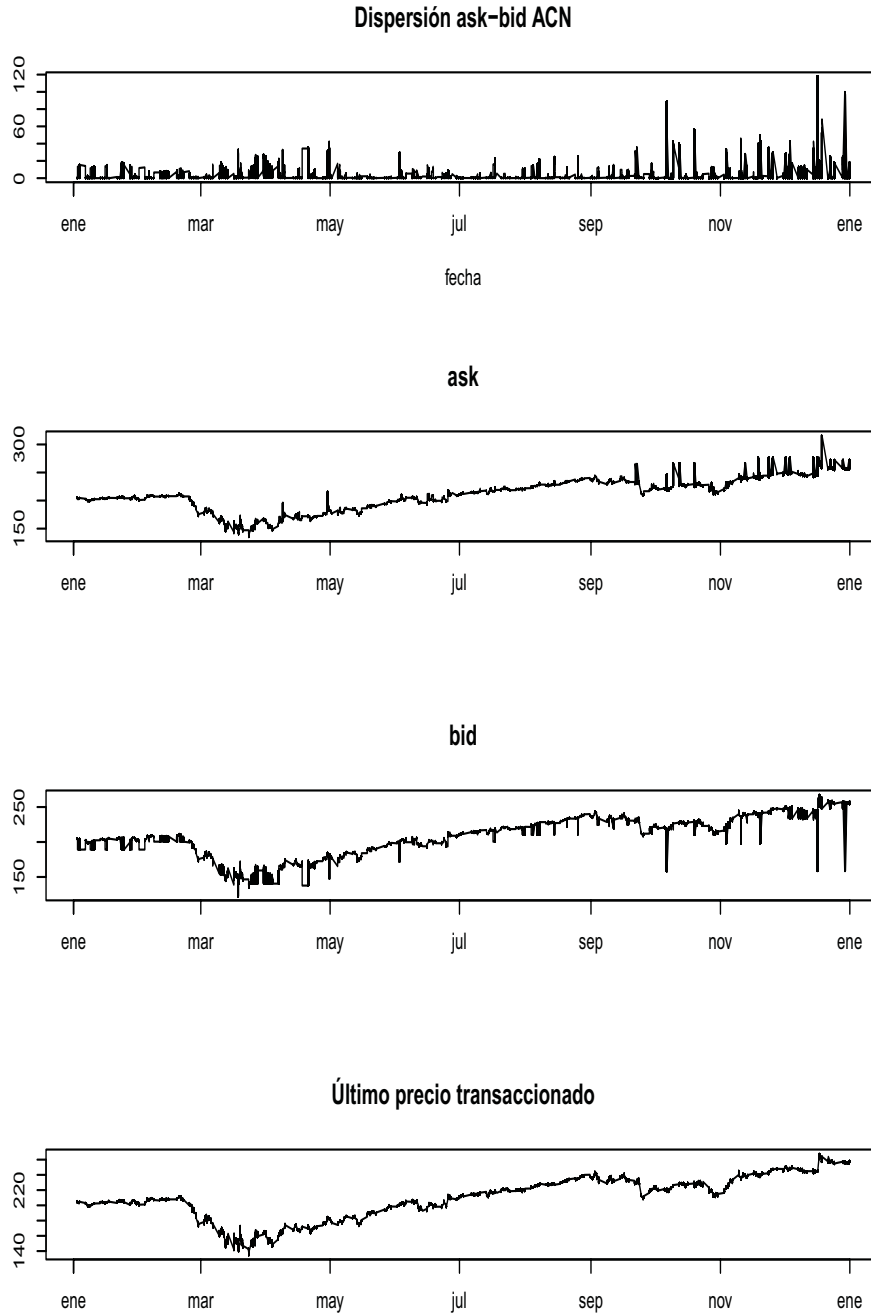 Dispersión ask−bid ACN
120
60
0
ene mar may jul sep nov ene
fecha
ask
300
150
ene mar may jul sep nov ene
bid
250
150
ene mar may jul sep nov ene
Último precio transaccionado
220
140
ene mar may jul sep nov ene